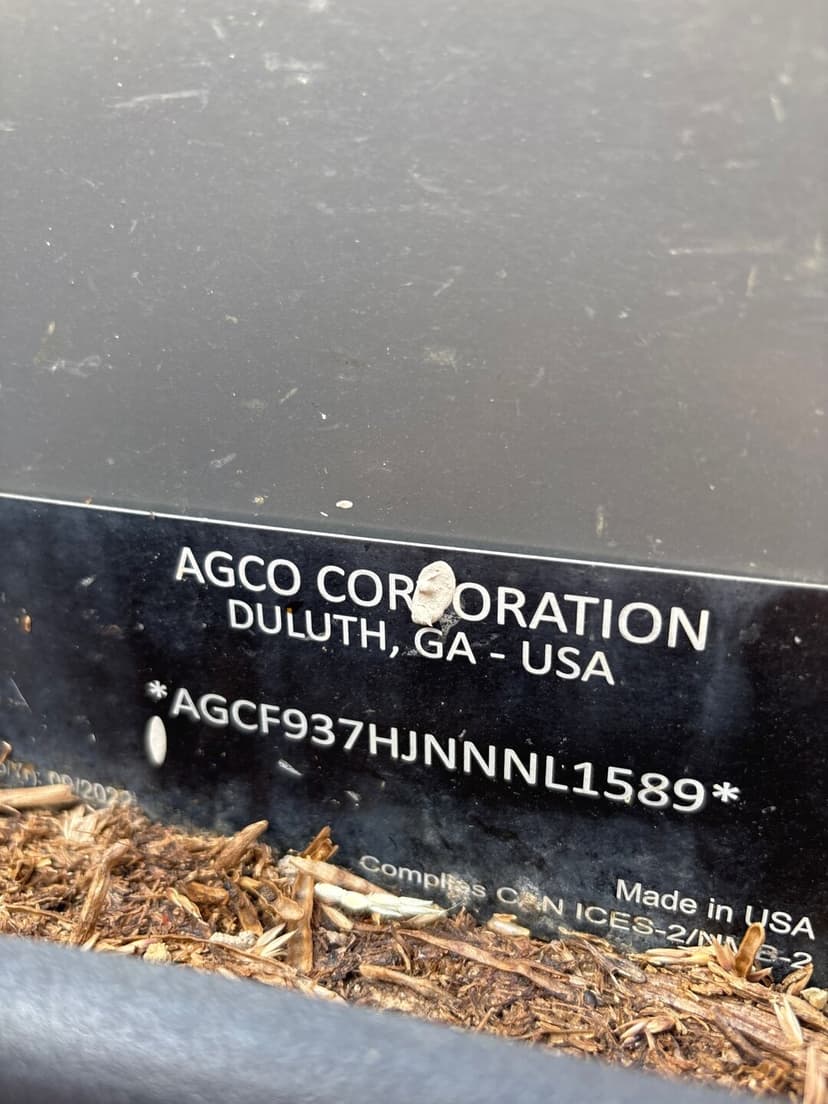 AGCO CORPORATION
DULUTH, GA - USA
*AGCF937HJNNNL1589*
Made in USA
Complies CAN ICES-2/NMB-2